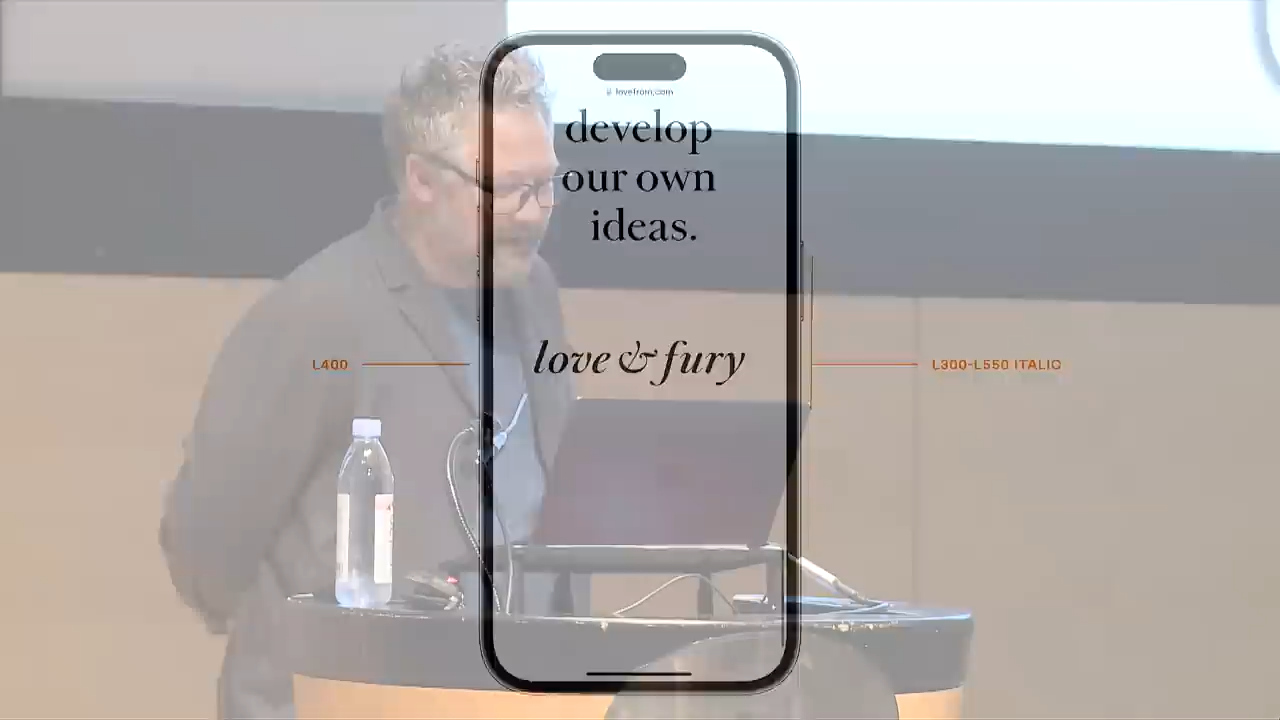 lovefrom.com
develop
our own
ideas.
love & fury
L400
L300-L550 ITALIC